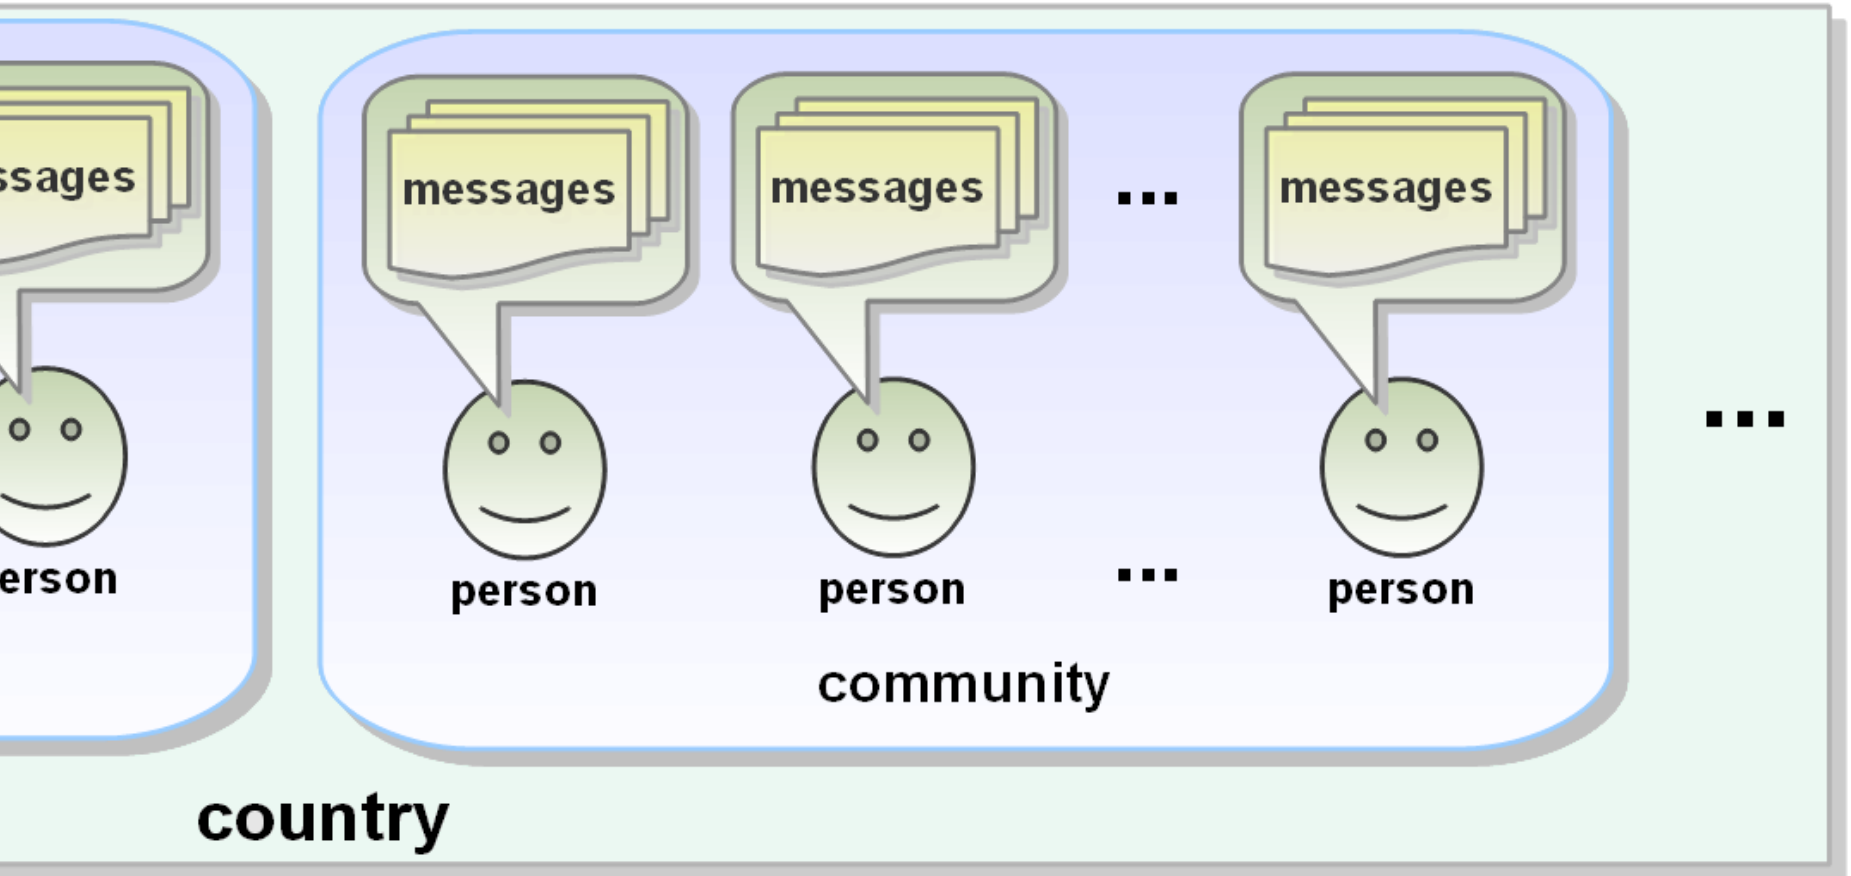 ssages messages messages ... messages
...
erson person person ... person
community
country